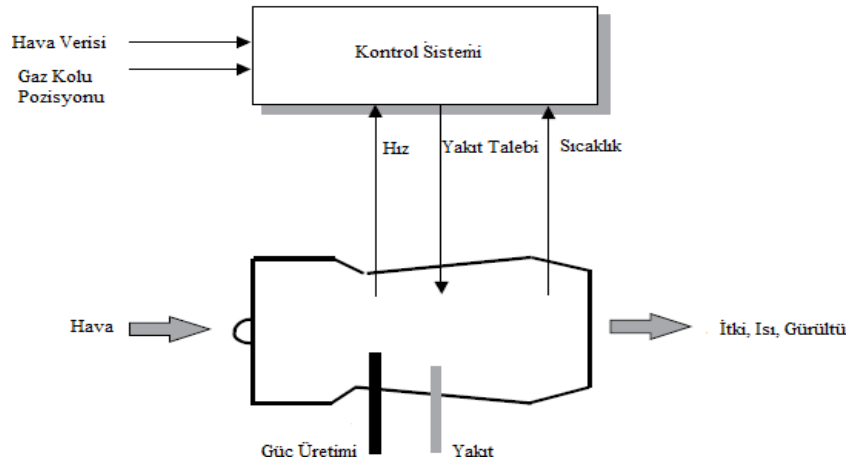 Hava Verisi
Gaz Kolu
Pozisyonu
Kontrol Sistemi
Hız
Yakıt Talebi
Sıcaklık
Hava
İtki, Isı, Gürültü
Güç Üretimi
Yakıt